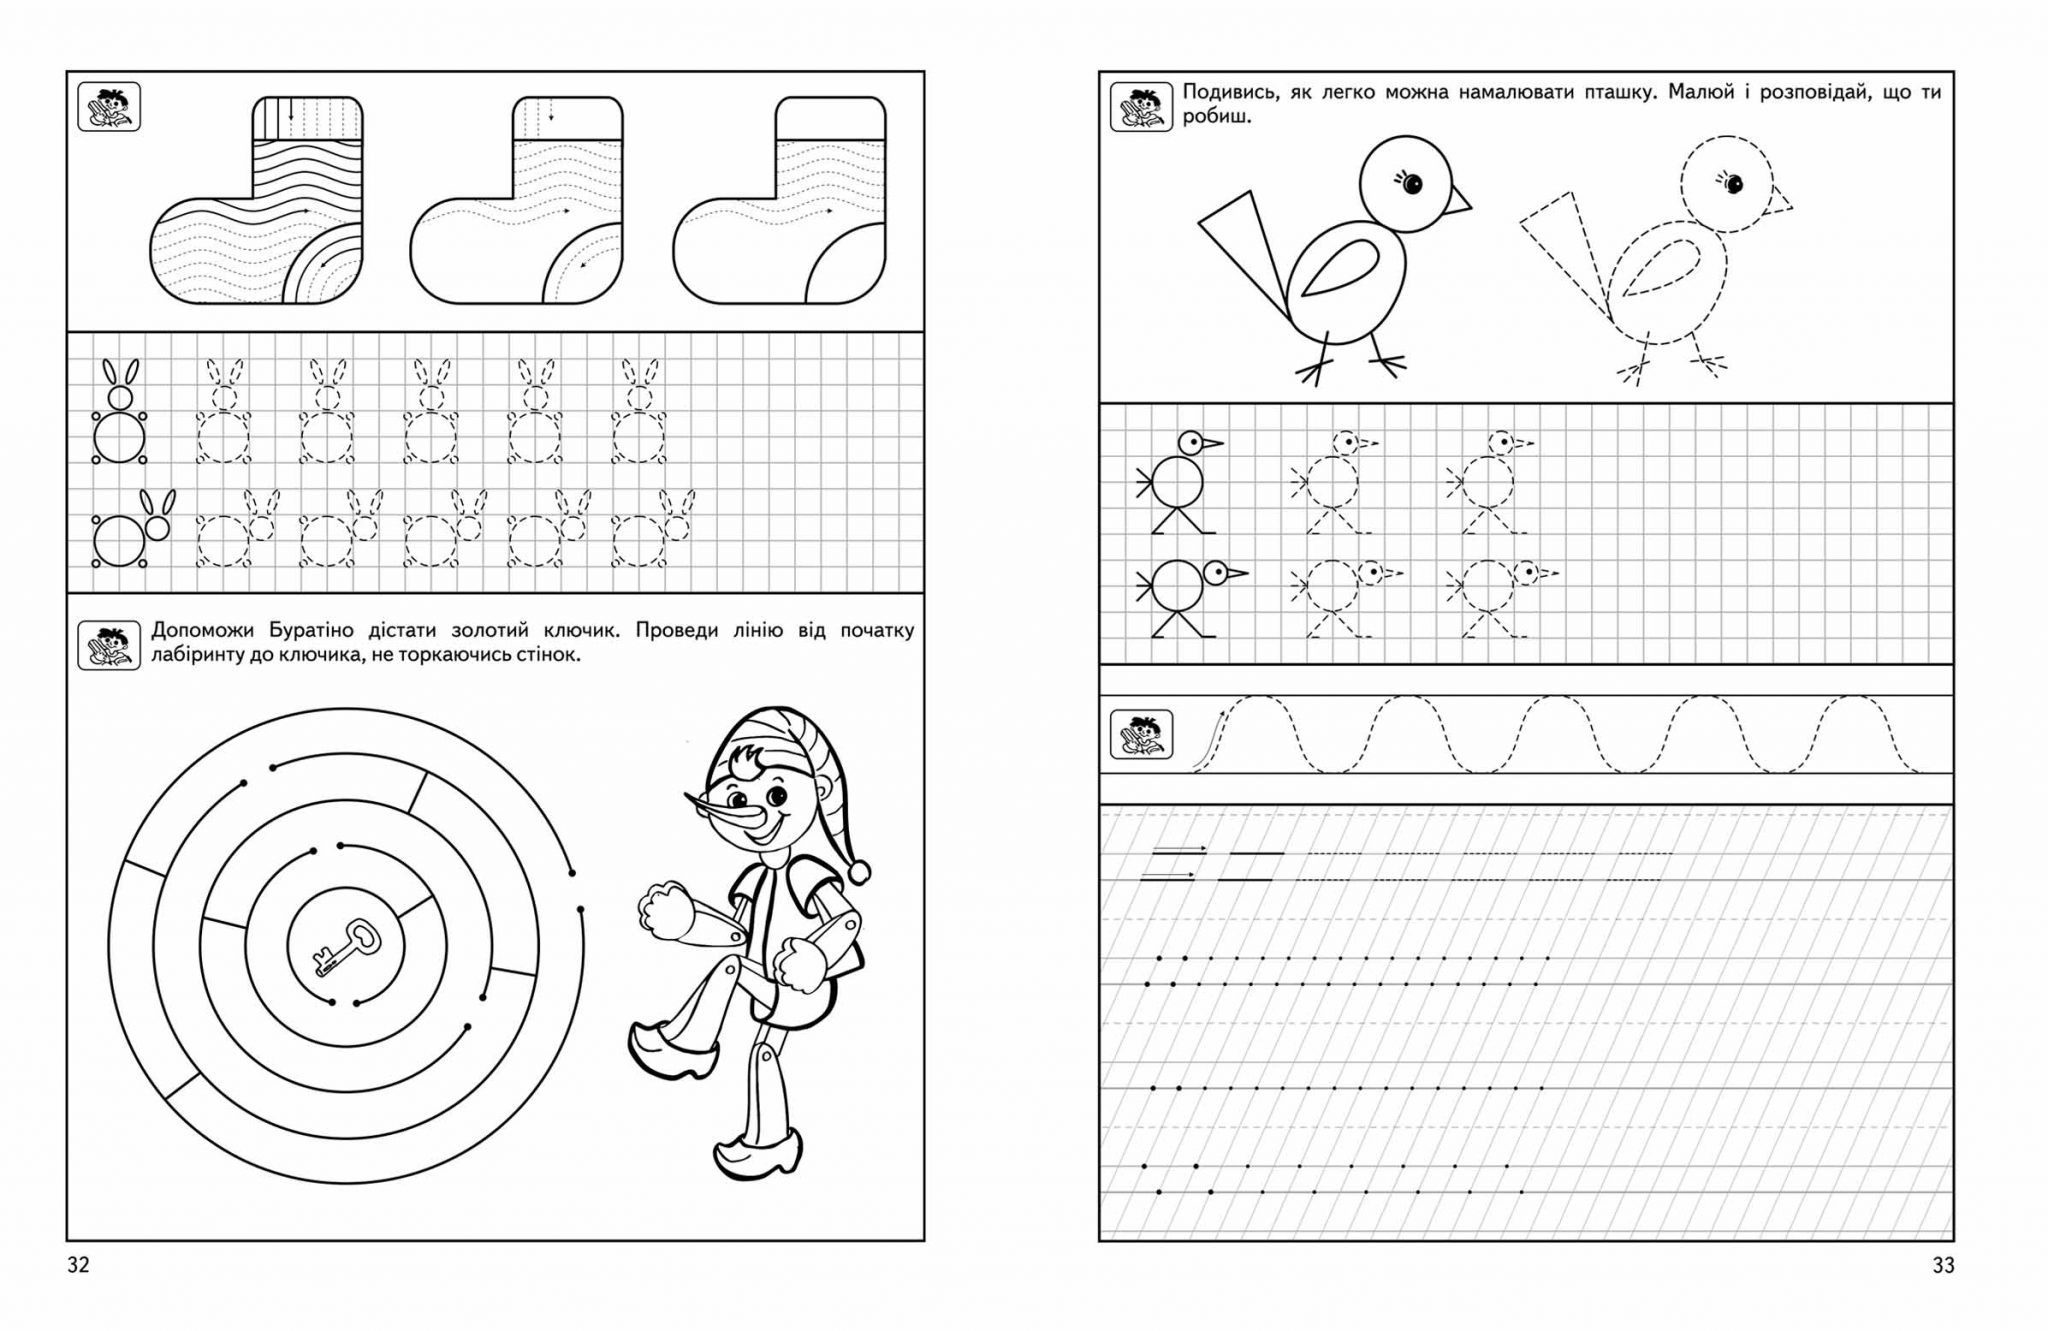 Допоможи Буратіно дістати золотий ключик. Проведи лінію від початку
лабіринту до ключика, не торкаючись стінок.
32
Подивись, як легко можна намалювати пташку. Малюй і розповідай, що ти
робиш.
33